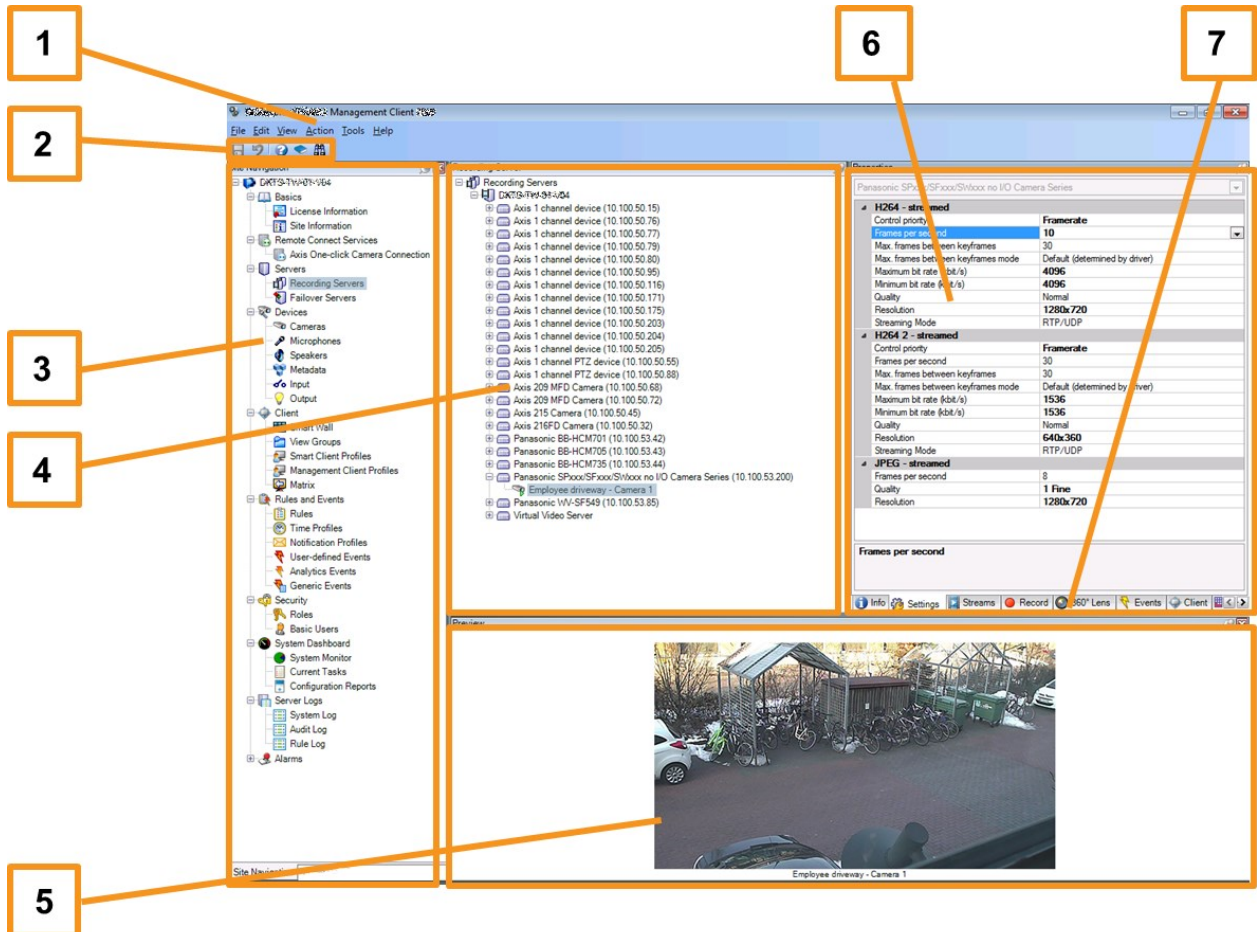 1
6
7
2
3
4
5
Management Client
File Edit View Action Tools Help
Site Navigation
Basics
License Information
Site Information
Remote Connect Services
Axis One-click Camera Connection
Servers
Recording Servers
Failover Servers
Devices
Cameras
Microphones
Speakers
Metadata
Input
Output
Client
Smart Wall
View Groups
Smart Client Profiles
Management Client Profiles
Matrix
Rules and Events
Rules
Time Profiles
Notification Profiles
User-defined Events
Analytics Events
Generic Events
Security
Roles
Basic Users
System Dashboard
System Monitor
Current Tasks
Configuration Reports
Server Logs
System Log
Audit Log
Rule Log
Alarms
Site Navigation
Recording Server
Recording Servers
Axis 1 channel device (10.100.50.15)
Axis 1 channel device (10.100.50.76)
Axis 1 channel device (10.100.50.77)
Axis 1 channel device (10.100.50.79)
Axis 1 channel device (10.100.50.80)
Axis 1 channel device (10.100.50.95)
Axis 1 channel device (10.100.50.116)
Axis 1 channel device (10.100.50.171)
Axis 1 channel device (10.100.50.175)
Axis 1 channel device (10.100.50.203)
Axis 1 channel device (10.100.50.204)
Axis 1 channel device (10.100.50.205)
Axis 1 channel PTZ device (10.100.50.55)
Axis 1 channel PTZ device (10.100.50.88)
Axis 209 MFD Camera (10.100.50.68)
Axis 209 MFD Camera (10.100.50.72)
Axis 215 Camera (10.100.50.45)
Axis 216FD Camera (10.100.50.32)
Panasonic BB-HCM701 (10.100.53.42)
Panasonic BB-HCM705 (10.100.53.43)
Panasonic BB-HCM735 (10.100.53.44)
Panasonic SPxxx/SFxxx/SWxxx no I/O Camera Series (10.100.53.200)
Employee driveway - Camera 1
Panasonic WV-SF549 (10.100.53.85)
Virtual Video Server
Properties
Panasonic SPxxx/SFxxx/SWxxx no I/O Camera Series
H264 - streamed
Control priority Framerate
Frames per second 10
Max. frames between keyframes 30
Max. frames between keyframes mode Default (determined by driver)
Maximum bit rate (kbit/s) 4096
Minimum bit rate (kbit/s) 4096
Quality Normal
Resolution 1280x720
Streaming Mode RTP/UDP
H264 2 - streamed
Control priority Framerate
Frames per second 30
Max. frames between keyframes 30
Max. frames between keyframes mode Default (determined by driver)
Maximum bit rate (kbit/s) 1536
Minimum bit rate (kbit/s) 1536
Quality Normal
Resolution 640x360
Streaming Mode RTP/UDP
JPEG - streamed
Frames per second 8
Quality 1 Fine
Resolution 1280x720
Frames per second
Info Settings Streams Record 360° Lens Events Client
Preview
Employee driveway - Camera 1